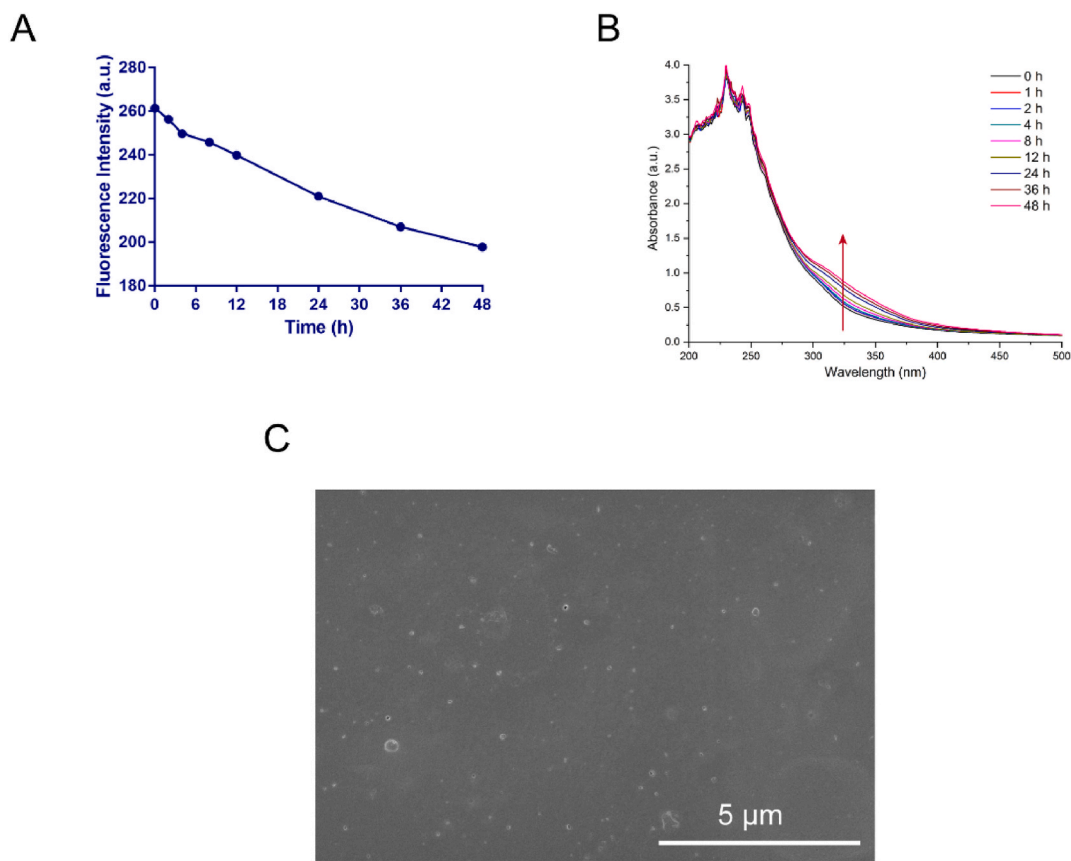 A
Fluorescence Intensity (a.u.)
280
260
240
220
200
180
0 6 12 18 24 30 36 42 48
Time (h)
B
Absorbance (a.u.)
4.0
3.5
3.0
2.5
2.0
1.5
1.0
0.5
0.0
200 250 300 350 400 450 500
Wavelength (nm)
0 h
1 h
2 h
4 h
8 h
12 h
24 h
36 h
48 h
C
5 µm